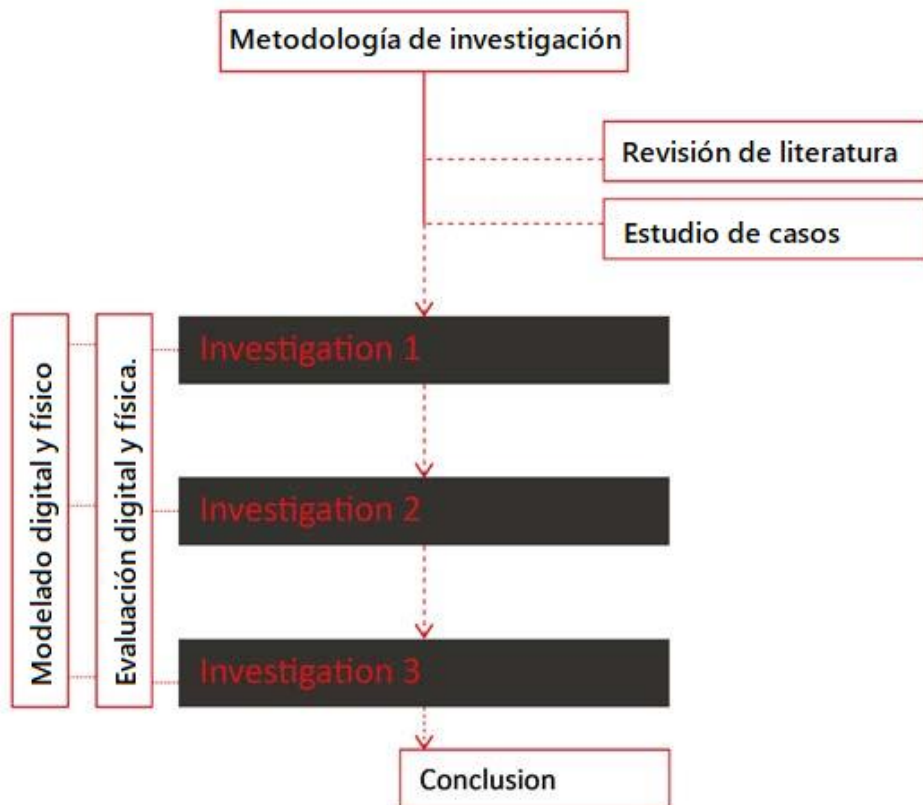 Metodología de investigación
Revisión de literatura
Estudio de casos
Modelado digital y físico
Evaluación digital y física.
Investigation 1
Investigation 2
Investigation 3
Conclusion